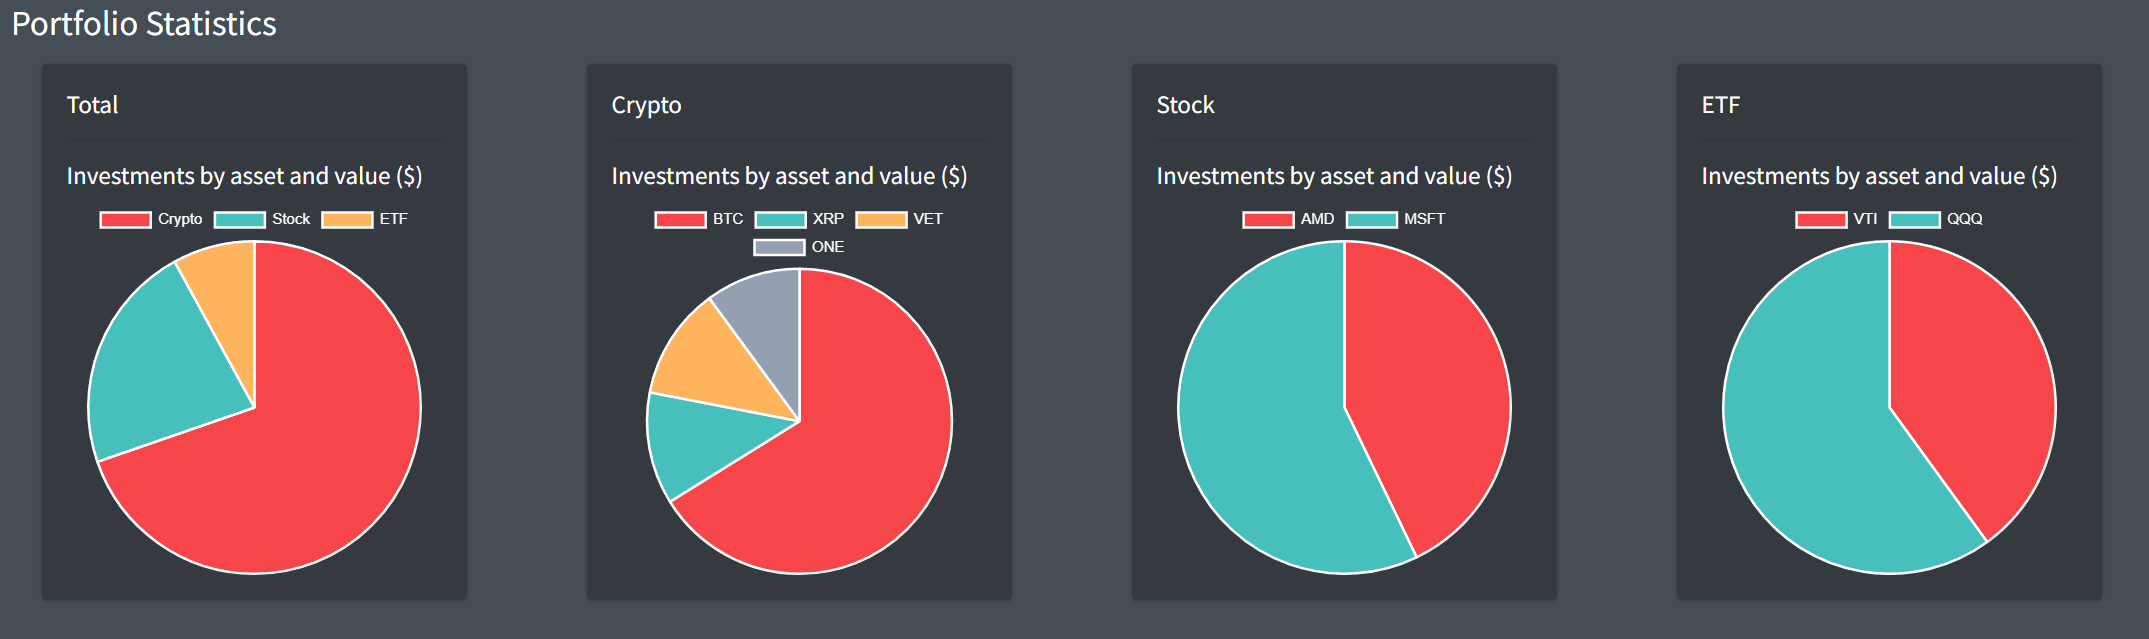 Portfolio Statistics
Total
Investments by asset and value ($)
Crypto Stock ETF
Crypto
Investments by asset and value ($)
BTC XRP VET
ONE
Stock
Investments by asset and value ($)
AMD MSFT
ETF
Investments by asset and value ($)
VTI QQQ